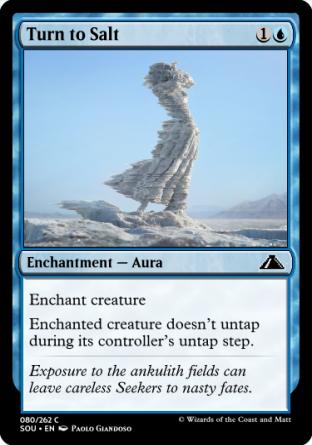 Turn to Salt
1
Enchantment — Aura
Enchant creature
Enchanted creature doesn't untap
during its controller's untap step.
Exposure to the ankulith fields can
leave careless Seekers to nasty fates.
080/262 C
SOU • EN Paolo Giandoso
© Wizards of the Coast and Matt